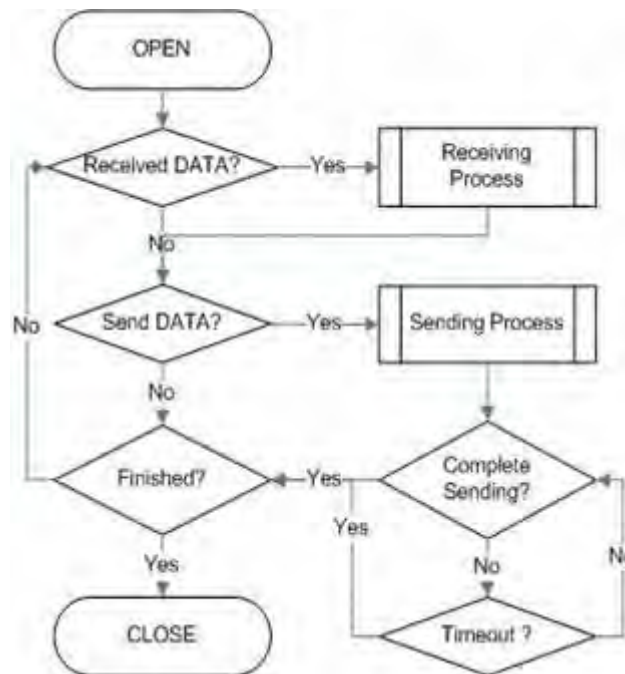 OPEN
Received DATA?
Yes
Receiving
Process
No
Send DATA?
Yes
Sending Process
No
No
Finished?
Yes
Complete
Sending?
Yes
No
No
Yes
CLOSE
Timeout ?